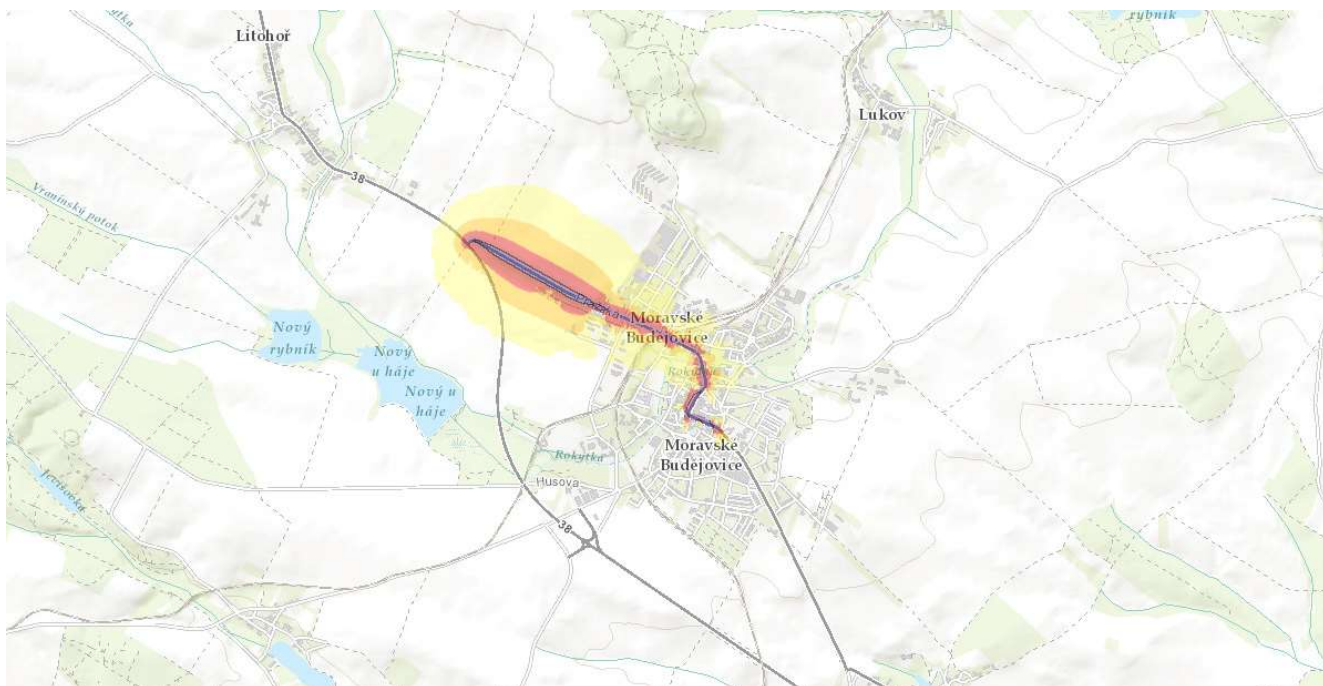 rybník
Litohoř
Lukov
38
Vranínský potok
Moravské
Budějovice
Nový
rybník
Nový
u háje
Nový u
háje
Moravské
Budějovice
Rokytka
Husova
Jevišovka
38